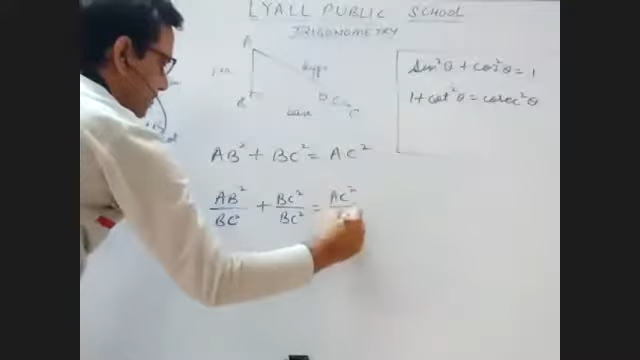 LYALL PUBLIC SCHOOL
TRIGONOMETRY
A
hype
B
θ C
base
C
sin²θ + cos²θ = 1
1 + cot²θ = cosec²θ
AB² + BC² = AC²
AB²/BC² + BC²/BC² = AC²